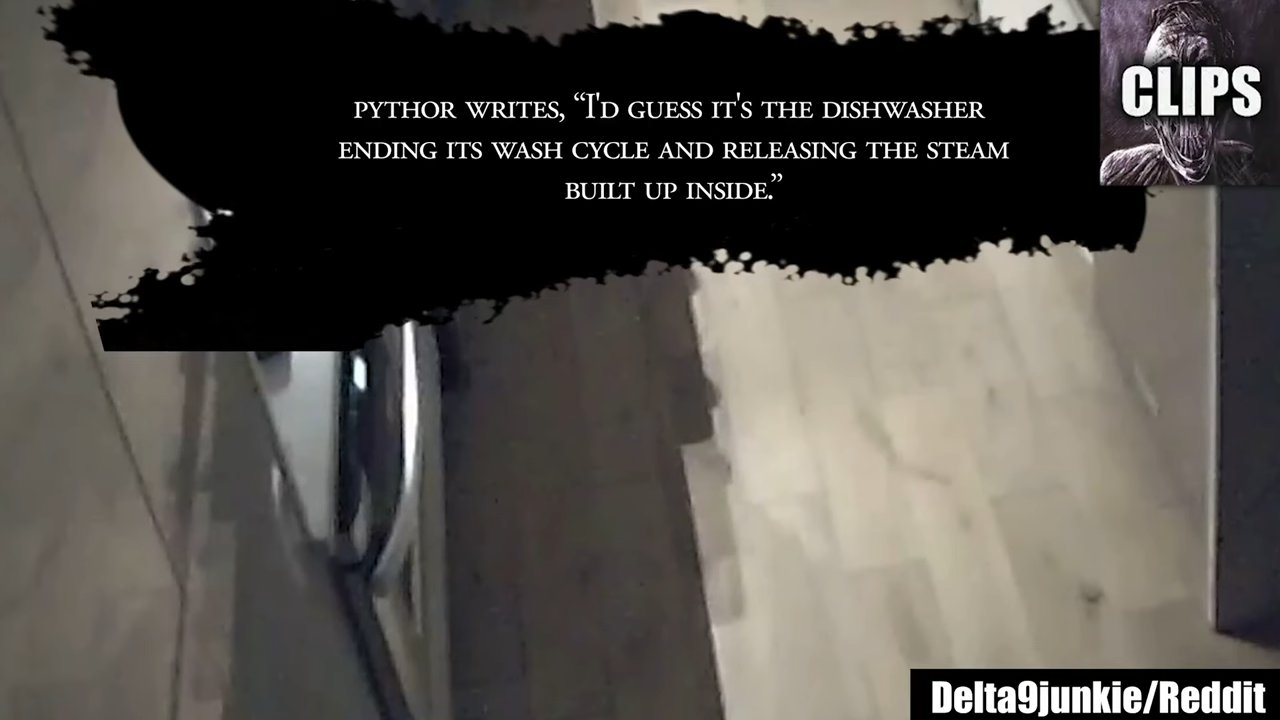 PYTHOR WRITES, “I'D GUESS IT'S THE DISHWASHER
ENDING ITS WASH CYCLE AND RELEASING THE STEAM
BUILT UP INSIDE.”
CLIPS
Delta9junkie/Reddit